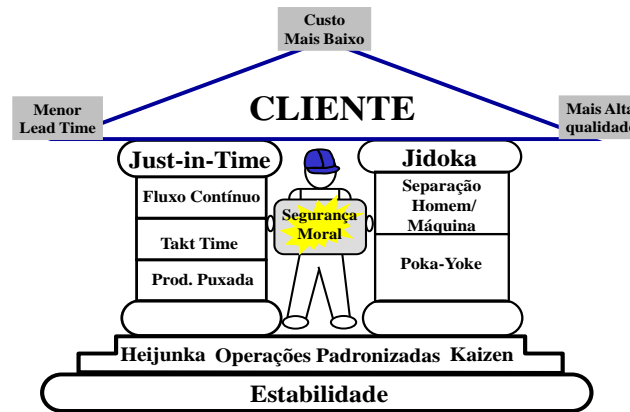 Custo
Mais Baixo
Menor
Lead Time
CLIENTE
Mais Alta
qualidade
Just-in-Time
Jidoka
Fluxo Contínuo
Takt Time
Prod. Puxada
Segurança
Moral
Separação
Homem/
Máquina
Poka-Yoke
Heijunka Operações Padronizadas Kaizen
Estabilidade